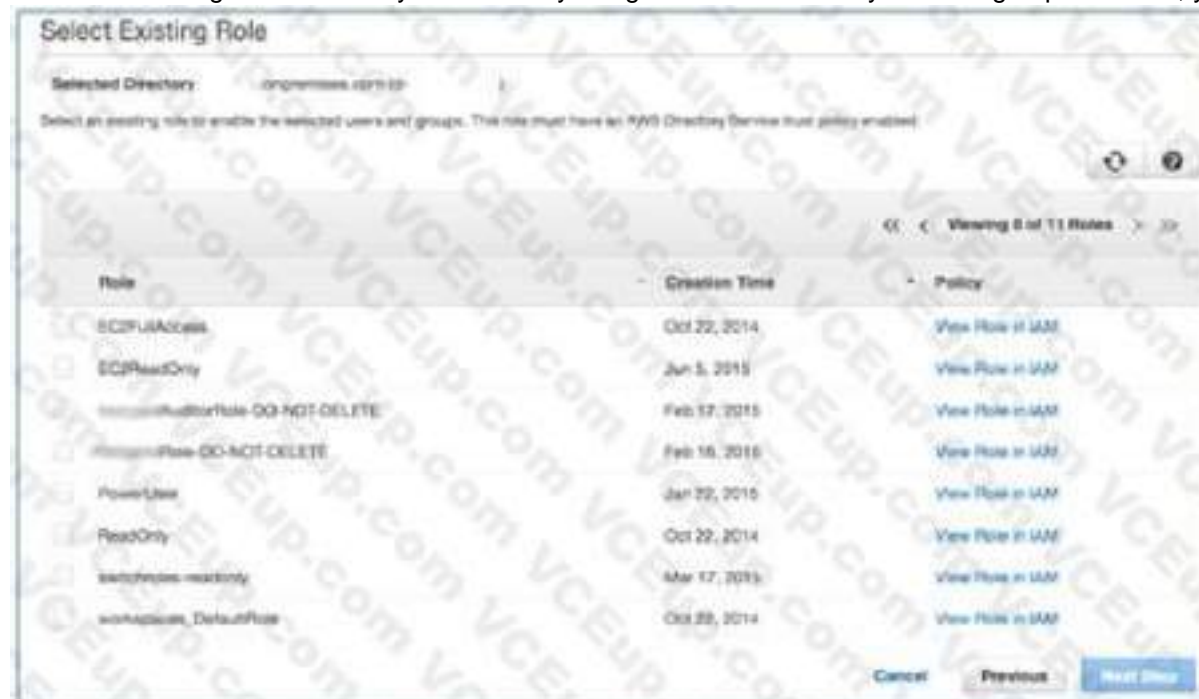 Select Existing Role
Selected Directory
Select an existing role to enable the selected users and groups. This role must have an AWS Directory Service trust policy enabled.
<< < Viewing 8 of 11 Roles > >>
Role Creation Time Policy
EC2FullAccess Oct 22, 2014 View Role in IAM
EC2ReadOnly Jun 5, 2015 View Role in IAM
AuditorRole-DO-NOT-DELETE Feb 17, 2015 View Role in IAM
Role-DO-NOT-DELETE Feb 16, 2015 View Role in IAM
PowerUser Jan 22, 2015 View Role in IAM
ReadOnly Oct 22, 2014 View Role in IAM
switchroles-readonly Mar 17, 2015 View Role in IAM
workspaces_DefaultRole Oct 22, 2014 View Role in IAM
Cancel Previous Next Step
VCEup.com